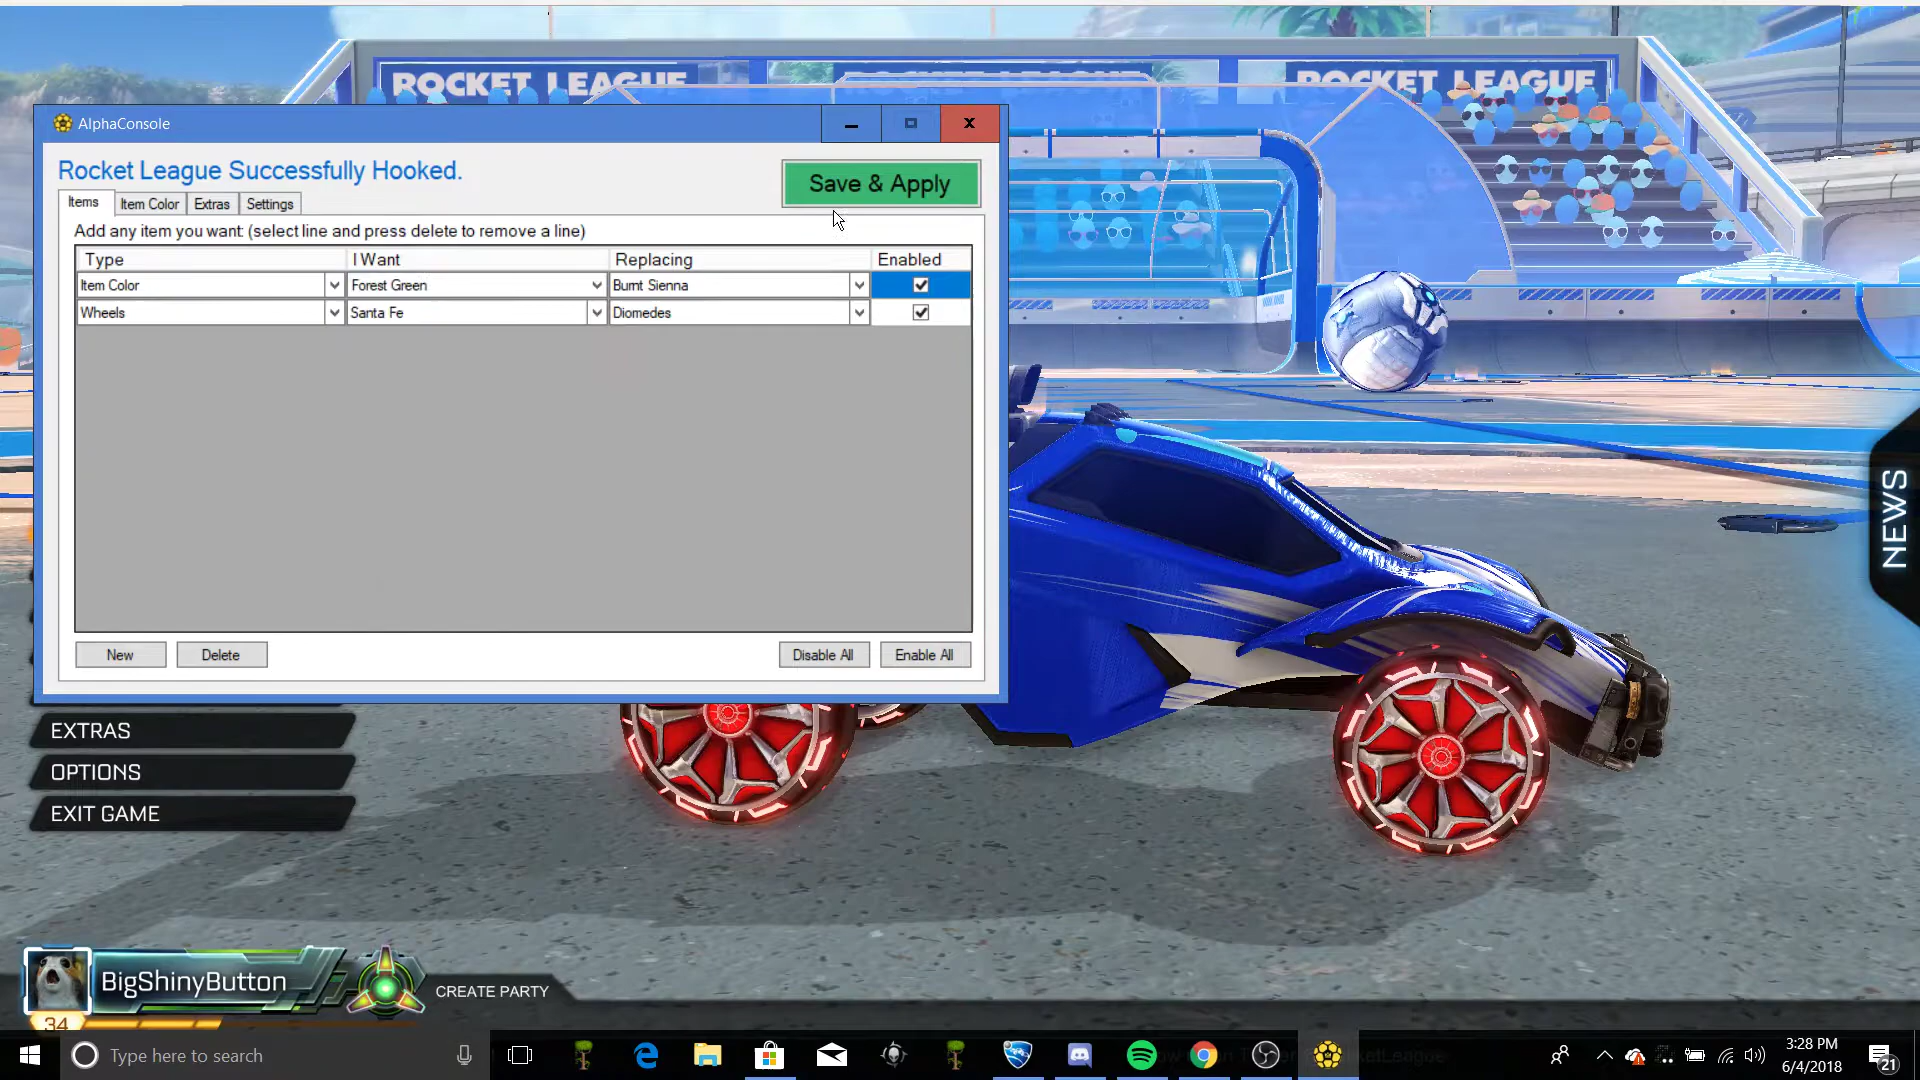 ROCKET LEAGUE
ROCKET LEAGUE
AlphaConsole
Rocket League Successfully Hooked.
Save & Apply
Items
Item Color
Extras
Settings
Add any item you want: (select line and press delete to remove a line)
Type I Want Replacing Enabled
Item Color Forest Green Burnt Sienna
Wheels Santa Fe Diomedes
New
Delete
Disable All
Enable All
NEWS
EXTRAS
OPTIONS
EXIT GAME
BigShinyButton
34
CREATE PARTY
Type here to search
3:28 PM
6/4/2018
21